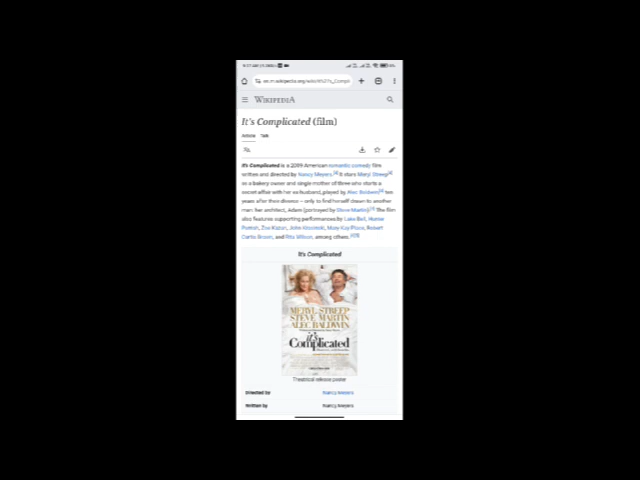 en.m.wikipedia.org/wiki/It%27s_Compl
WIKIPEDIA
It's Complicated (film)
Article Talk
It's Complicated is a 2009 American romantic comedy film
written and directed by Nancy Meyers. It stars Meryl Streep
as a bakery owner and single mother of three who starts a
secret affair with her ex-husband, played by Alec Baldwin, ten
years after their divorce – only to find herself drawn to another
man: her architect, Adam (portrayed by Steve Martin). The film
also features supporting performances by Lake Bell, Hunter
Parrish, Zoe Kazan, John Krasinski, Mary Kay Place, Robert
Curtis Brown, and Rita Wilson, among others.
It's Complicated
MERYL STREEP
STEVE MARTIN
ALEC BALDWIN
it's
Complicated
Theatrical release poster
Directed by Nancy Meyers
Written by Nancy Meyers